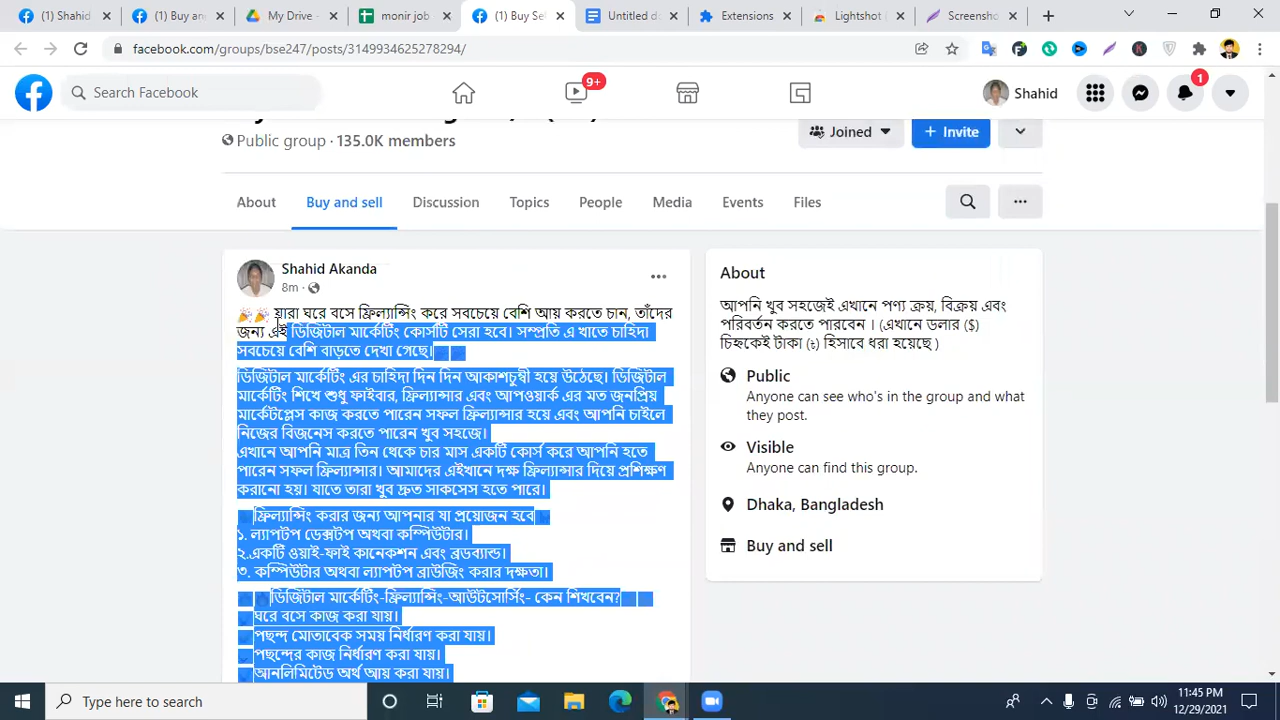 (1) Shahid
(1) Buy an
My Drive -
monir job
(1) Buy Se
Untitled d
Extensions
Lightshot
Screensho
facebook.com/groups/bse247/posts/3149934625278294/
Search Facebook
9+
Shahid
1
Public group · 135.0K members
Joined
+ Invite
About
Buy and sell
Discussion
Topics
People
Media
Events
Files
Shahid Akanda
8m
যারা ঘরে বসে ফ্রিল্যান্সিং করে সবচেয়ে বেশি আয় করতে চান, তাঁদের
জন্য এই ডিজিটাল মার্কেটিং কোর্সটি সেরা হবে। সম্প্রতি এ খাতে চাহিদা
সবচেয়ে বেশি বাড়তে দেখা গেছে।
ডিজিটাল মার্কেটিং এর চাহিদা দিন দিন আকাশচুম্বী হয়ে উঠেছে। ডিজিটাল
মার্কেটিং শিখে শুধু ফাইবার, ফ্রিল্যান্সার এবং আপওয়ার্ক এর মত জনপ্রিয়
মার্কেটপ্লেস কাজ করতে পারেন সফল ফ্রিল্যান্সার হয়ে এবং আপনি চাইলে
নিজের বিজনেস করতে পারেন খুব সহজে।
এখানে আপনি মাত্র তিন থেকে চার মাস একটি কোর্স করে আপনি হতে
পারেন সফল ফ্রিল্যান্সার। আমাদের এইখানে দক্ষ ফ্রিল্যান্সার দিয়ে প্রশিক্ষণ
করানো হয়। যাতে তারা খুব দ্রুত সাকসেস হতে পারে।
ফ্রিল্যান্সিং করার জন্য আপনার যা প্রয়োজন হবে
১. ল্যাপটপ ডেক্সটপ অথবা কম্পিউটার।
২.একটি ওয়াই-ফাই কানেকশন এবং ব্রডব্যান্ড।
৩. কম্পিউটার অথবা ল্যাপটপ ব্রাউজিং করার দক্ষতা।
ডিজিটাল মার্কেটিং-ফ্রিল্যান্সিং-আউটসোর্সিং- কেন শিখবেন?
ঘরে বসে কাজ করা যায়।
পছন্দ মোতাবেক সময় নির্ধারণ করা যায়।
পছন্দের কাজ নির্ধারণ করা যায়।
আনলিমিটেড অর্থ আয় করা যায়।
About
আপনি খুব সহজেই এখানে পণ্য ক্রয়, বিক্রয় এবং
পরিবর্তন করতে পারবেন । (এখানে ডলার ($)
চিহ্নকেই টাকা (৳) হিসাবে ধরা হয়েছে )
Public
Anyone can see who's in the group and what
they post.
Visible
Anyone can find this group.
Dhaka, Bangladesh
Buy and sell
Type here to search
11:45 PM
12/29/2021